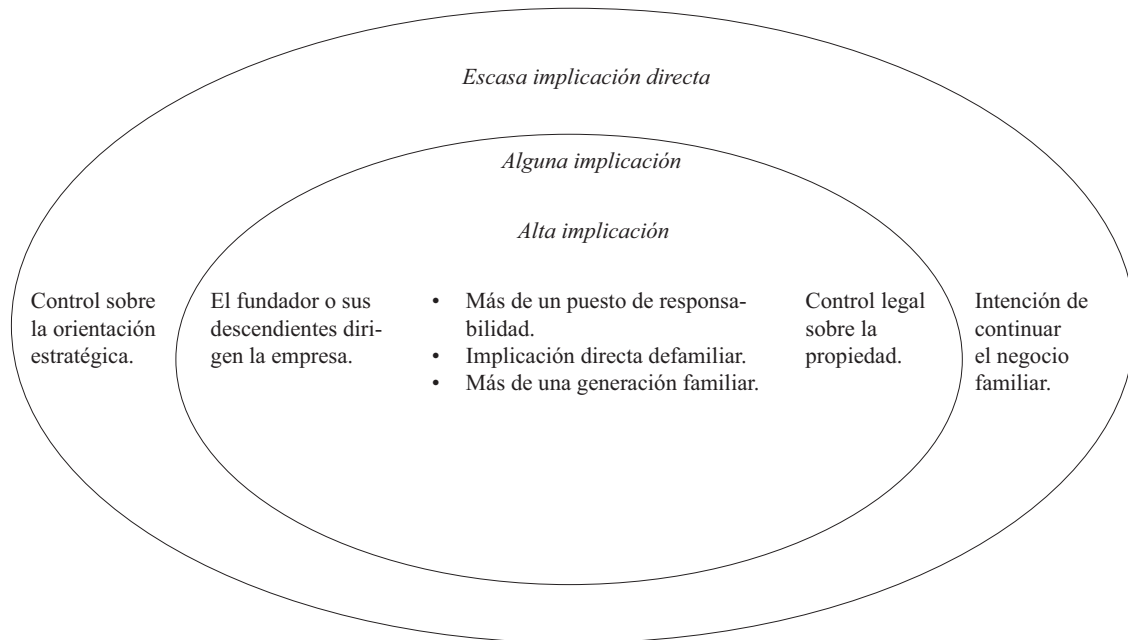 Escasa implicación directa
Alguna implicación
Alta implicación
Control sobre
la orientación
estratégica.
El fundador o sus
descendientes diri-
gen la empresa.
• Más de un puesto de responsa-
bilidad.
• Implicación directa defamiliar.
• Más de una generación familiar.
Control legal
sobre la
propiedad.
Intención de
continuar
el negocio
familiar.